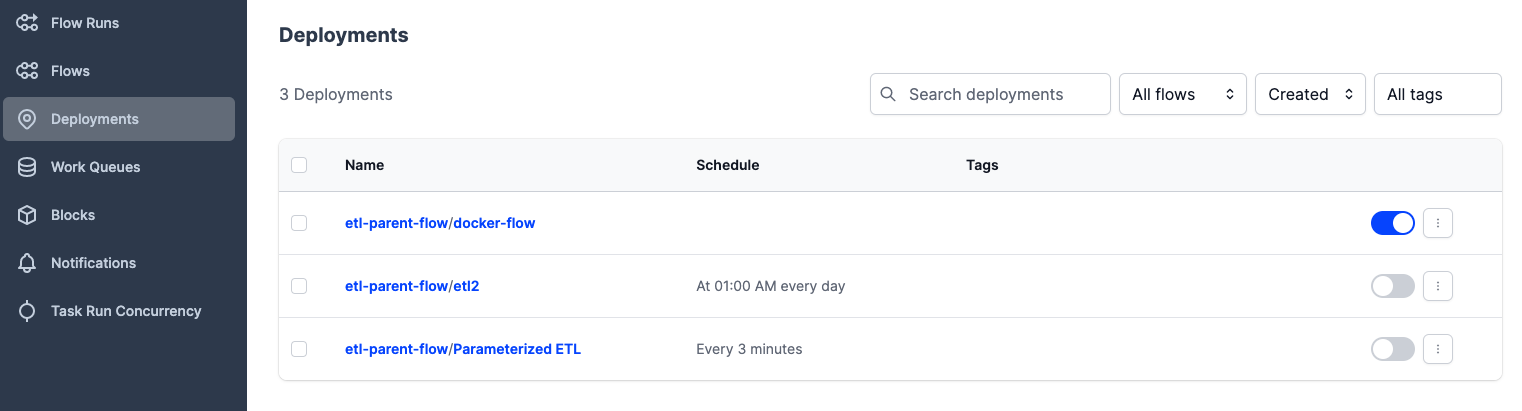 Flow Runs
Flows
Deployments
Work Queues
Blocks
Notifications
Task Run Concurrency
Deployments
3 Deployments
Search deployments
All flows
Created
All tags
Name Schedule Tags
etl-parent-flow/docker-flow
etl-parent-flow/etl2 At 01:00 AM every day
etl-parent-flow/Parameterized ETL Every 3 minutes